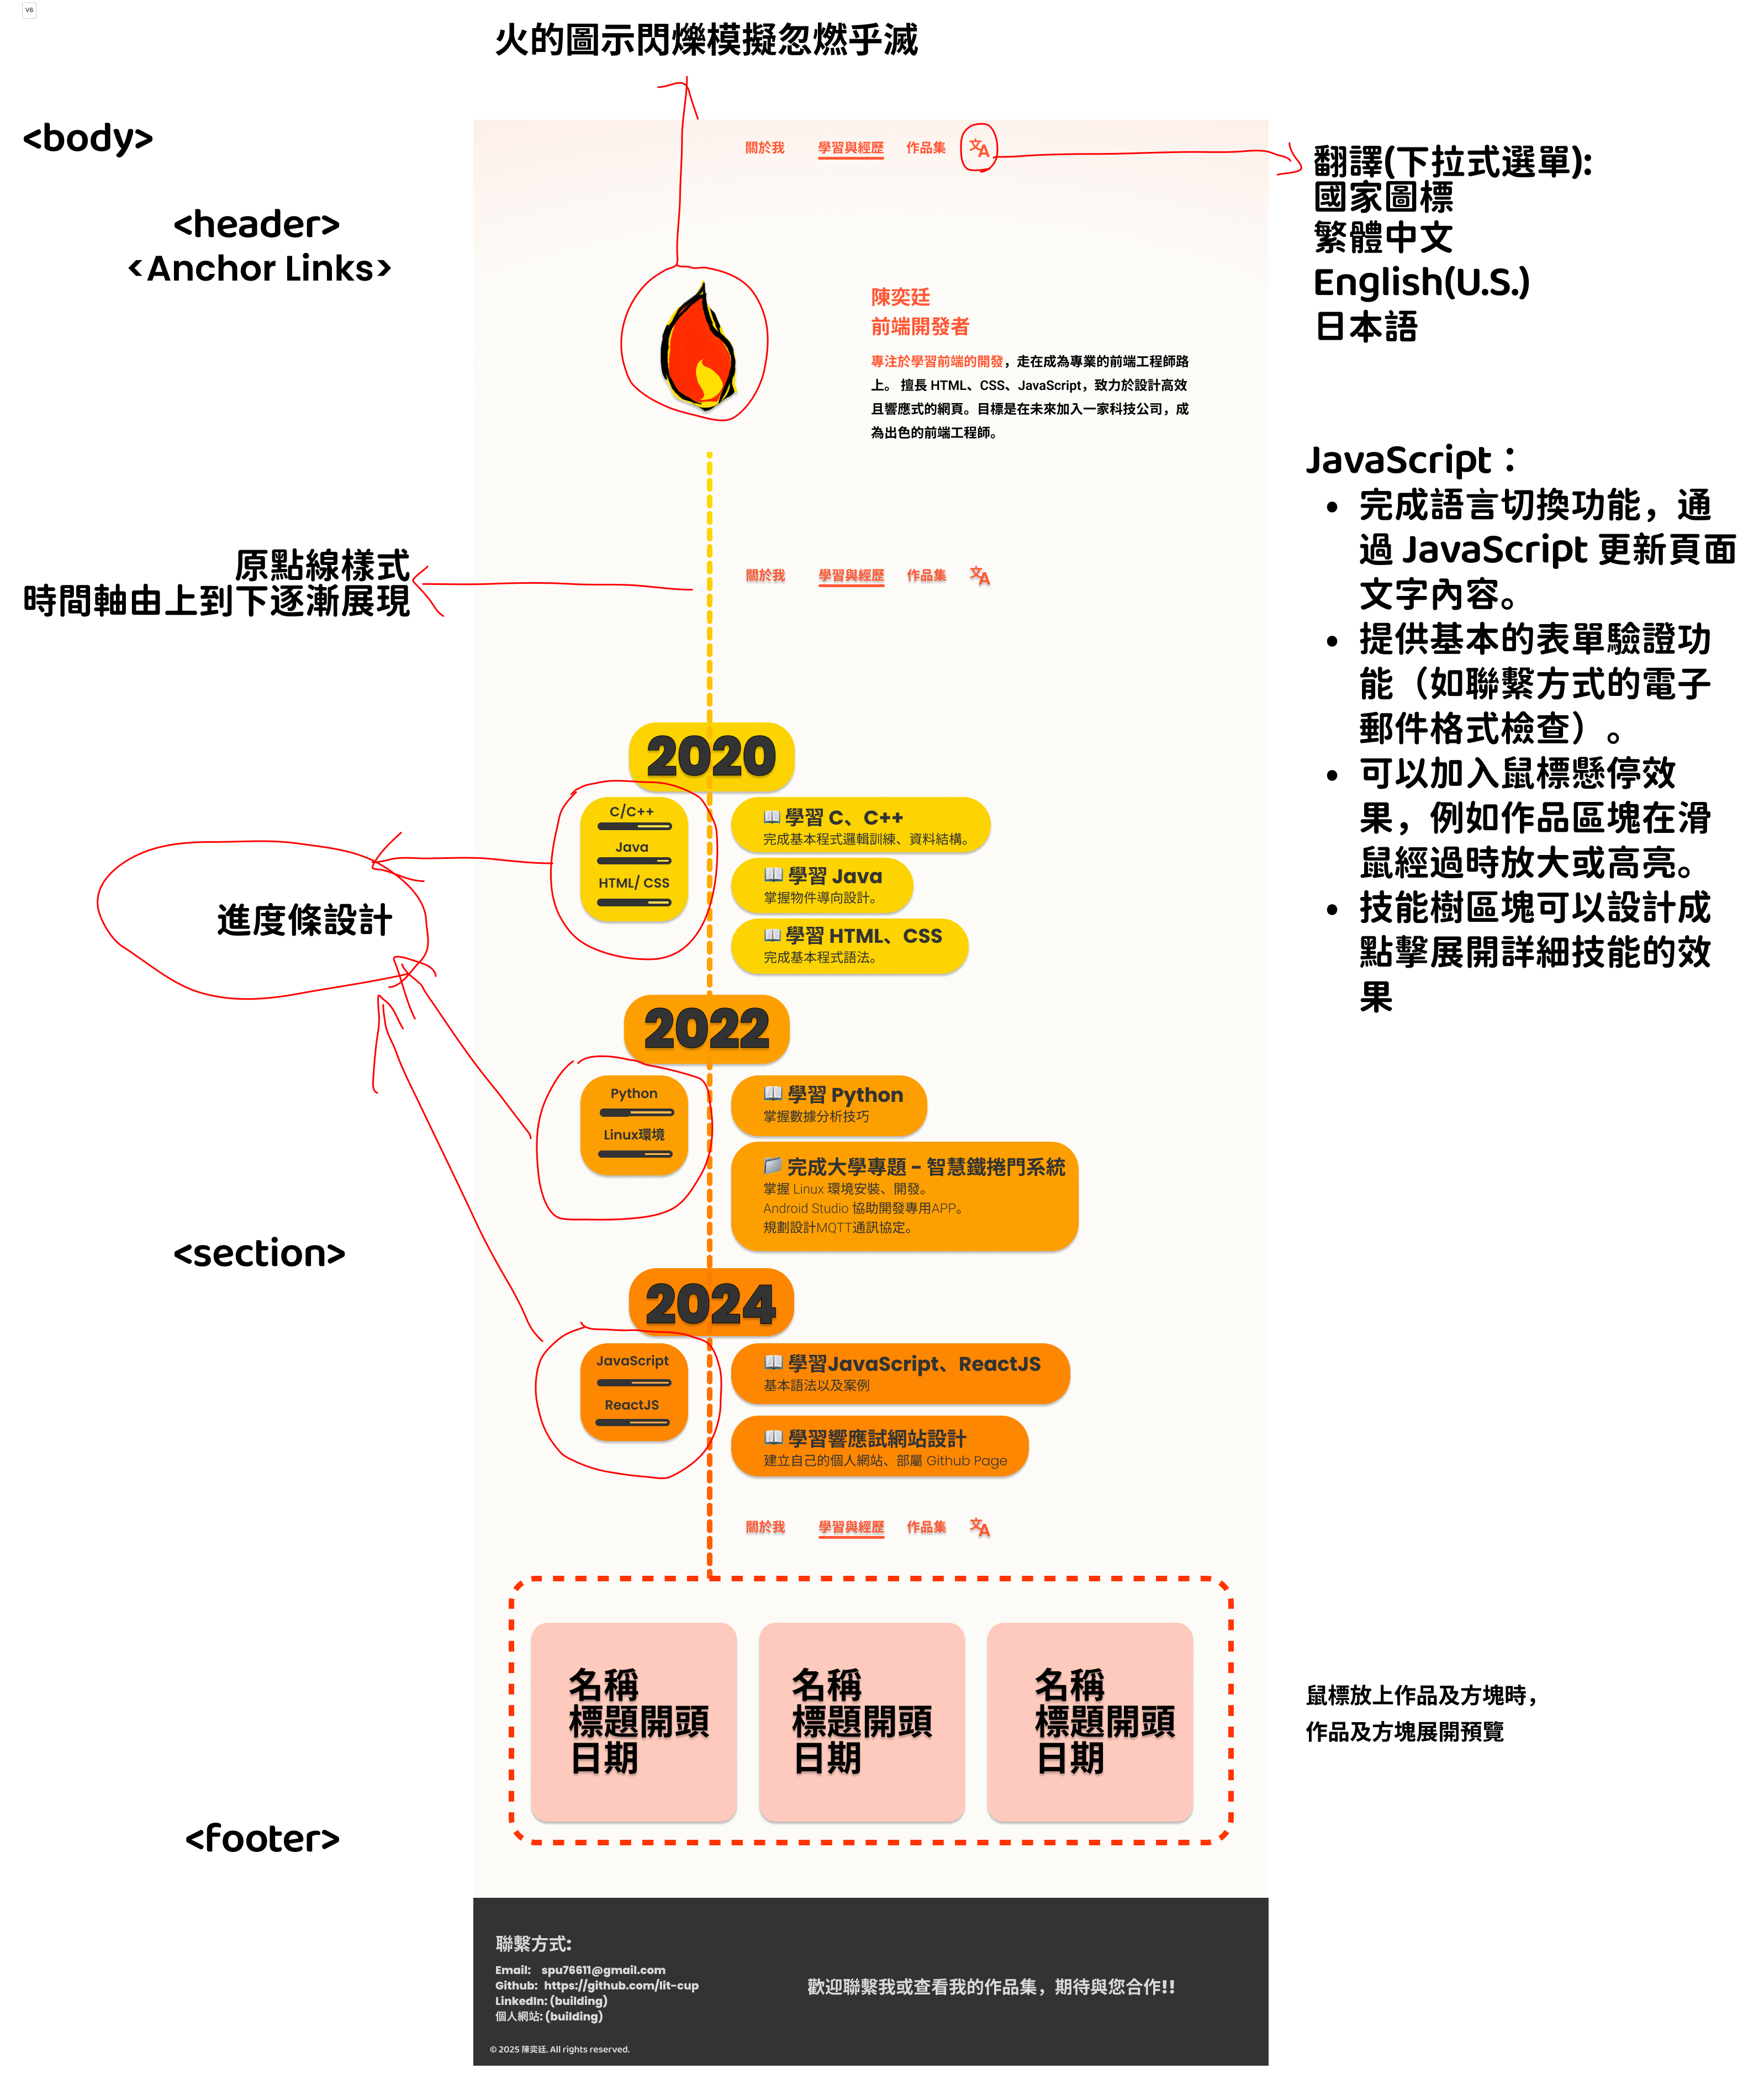 V6
火的圖示閃爍模擬忽燃乎滅
<body>
<header>
<Anchor Links>
關於我 學習與經歷 作品集 文A
翻譯(下拉式選單):
國家圖標
繁體中文
English(U.S.)
日本語
陳奕廷
前端開發者
專注於學習前端的開發，走在成為專業的前端工程師路
上。 擅長 HTML、CSS、JavaScript，致力於設計高效
且響應式的網頁。目標是在未來加入一家科技公司，成
為出色的前端工程師。
JavaScript：
• 完成語言切換功能，通
過 JavaScript 更新頁面
文字內容。
• 提供基本的表單驗證功
能（如聯繫方式的電子
郵件格式檢查）。
• 可以加入鼠標懸停效
果，例如作品區塊在滑
鼠經過時放大或高亮。
• 技能樹區塊可以設計成
點擊展開詳細技能的效
果
原點線樣式
時間軸由上到下逐漸展現
關於我 學習與經歷 作品集 文A
2020
C/C++
Java
HTML/ CSS
學習 C、C++
完成基本程式邏輯訓練、資料結構。
學習 Java
掌握物件導向設計。
學習 HTML、CSS
完成基本程式語法。
進度條設計
2022
Python
Linux環境
學習 Python
掌握數據分析技巧
完成大學專題 - 智慧鐵捲門系統
掌握 Linux 環境安裝、開發。
Android Studio 協助開發專用APP。
規劃設計MQTT通訊協定。
<section>
2024
JavaScript
ReactJS
學習JavaScript、ReactJS
基本語法以及案例
學習響應試網站設計
建立自己的個人網站、部屬 Github Page
關於我 學習與經歷 作品集 文A
名稱
標題開頭
日期
名稱
標題開頭
日期
名稱
標題開頭
日期
鼠標放上作品及方塊時，
作品及方塊展開預覽
<footer>
聯繫方式:
Email: spu76611@gmail.com
Github: https://github.com/lit-cup
LinkedIn: (building)
個人網站: (building)
歡迎聯繫我或查看我的作品集，期待與您合作!!
© 2025 陳奕廷. All rights reserved.